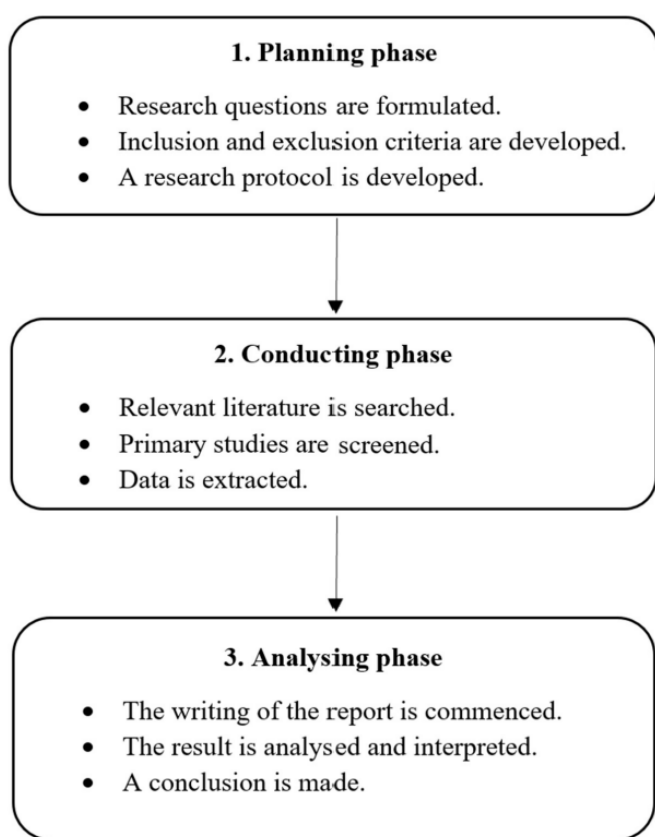 1. Planning phase
• Research questions are formulated.
• Inclusion and exclusion criteria are developed.
• A research protocol is developed.
2. Conducting phase
• Relevant literature is searched.
• Primary studies are screened.
• Data is extracted.
3. Analysing phase
• The writing of the report is commenced.
• The result is analysed and interpreted.
• A conclusion is made.